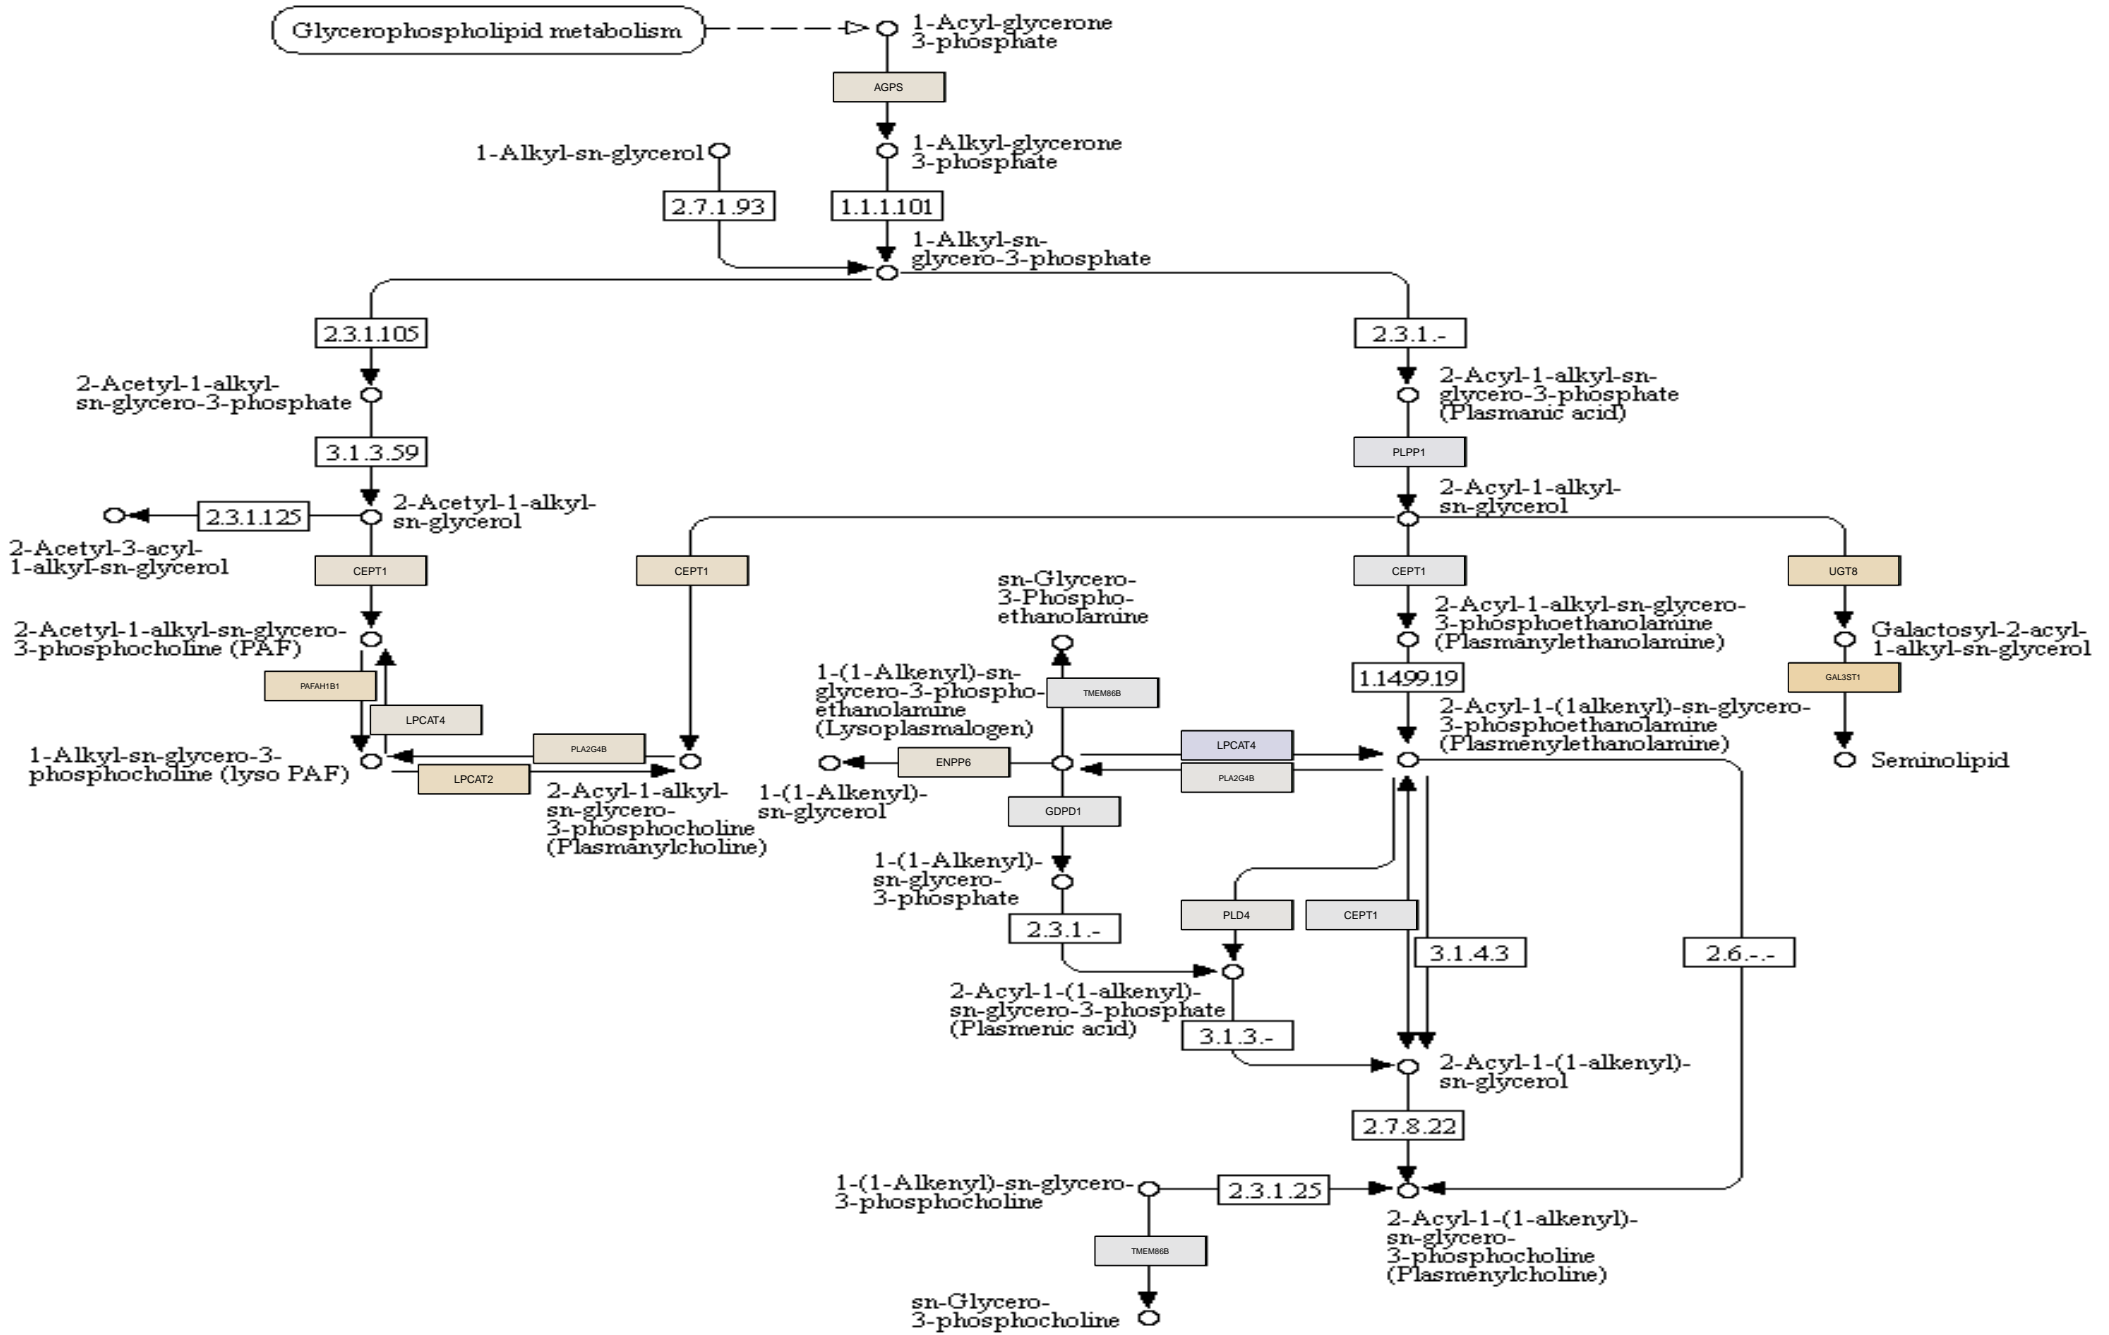 Glycerophospholipid metabolism
1-Acyl-glycerone
3-phosphate
AGPS
1-Alkyl-sn-glycerol
1-Alkyl-glycerone
3-phosphate
2.7.1.93
1.1.1.101
1-Alkyl-sn-
glycero-3-phosphate
2.3.1.105
2.3.1.-
2-Acetyl-1-alkyl-
sn-glycero-3-phosphate
2-Acyl-1-alkyl-sn-
glycero-3-phosphate
(Plasmanic acid)
3.1.3.59
PLPP1
2.3.1.125
2-Acetyl-1-alkyl-
sn-glycerol
2-Acyl-1-alkyl-
sn-glycerol
2-Acetyl-3-acyl-
1-alkyl-sn-glycerol
CEPT1
CEPT1
CEPT1
UGT8
sn-Glycero-
3-Phospho-
ethanolamine
2-Acetyl-1-alkyl-sn-glycero-
3-phosphocholine (PAF)
2-Acyl-1-alkyl-sn-glycero-
3-phosphoethanolamine
(Plasmanylethanolamine)
Galactosyl-2-acyl-
1-alkyl-sn-glycerol
PAFAH1B1
LPCAT4
1-(1-Alkenyl)-sn-
glycero-3-phospho-
ethanolamine
(Lysoplasmalogen)
TMEM86B
1.14.99.19
GAL3ST1
2-Acyl-1-(1alkenyl)-sn-glycero-
3-phosphoethanolamine
(Plasmenylethanolamine)
1-Alkyl-sn-glycero-3-
phosphocholine (lyso PAF)
PLA2G4B
LPCAT2
ENPP6
LPCAT4
PLA2G4B
Seminolipid
2-Acyl-1-alkyl-
sn-glycero-
3-phosphocholine
(Plasmanylcholine)
1-(1-Alkenyl)-
sn-glycerol
GDPD1
1-(1-Alkenyl)-
sn-glycero-
3-phosphate
2.3.1.-
PLD4
CEPT1
3.1.4.3
2.6.-.-
2-Acyl-1-(1-alkenyl)-
sn-glycero-3-phosphate
(Plasmenic acid)
3.1.3.-
2-Acyl-1-(1-alkenyl)-
sn-glycerol
2.7.8.22
1-(1-Alkenyl)-sn-glycero-
3-phosphocholine
2.3.1.25
2-Acyl-1-(1-alkenyl)-
sn-glycero-
3-phosphocholine
(Plasmenylcholine)
TMEM86B
sn-Glycero-
3-phosphocholine